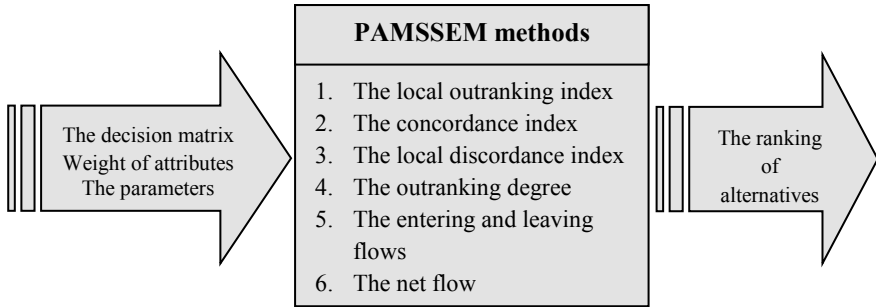 The decision matrix
Weight of attributes
The parameters
PAMSSEM methods
1. The local outranking index
2. The concordance index
3. The local discordance index
4. The outranking degree
5. The entering and leaving
flows
6. The net flow
The ranking
of
alternatives